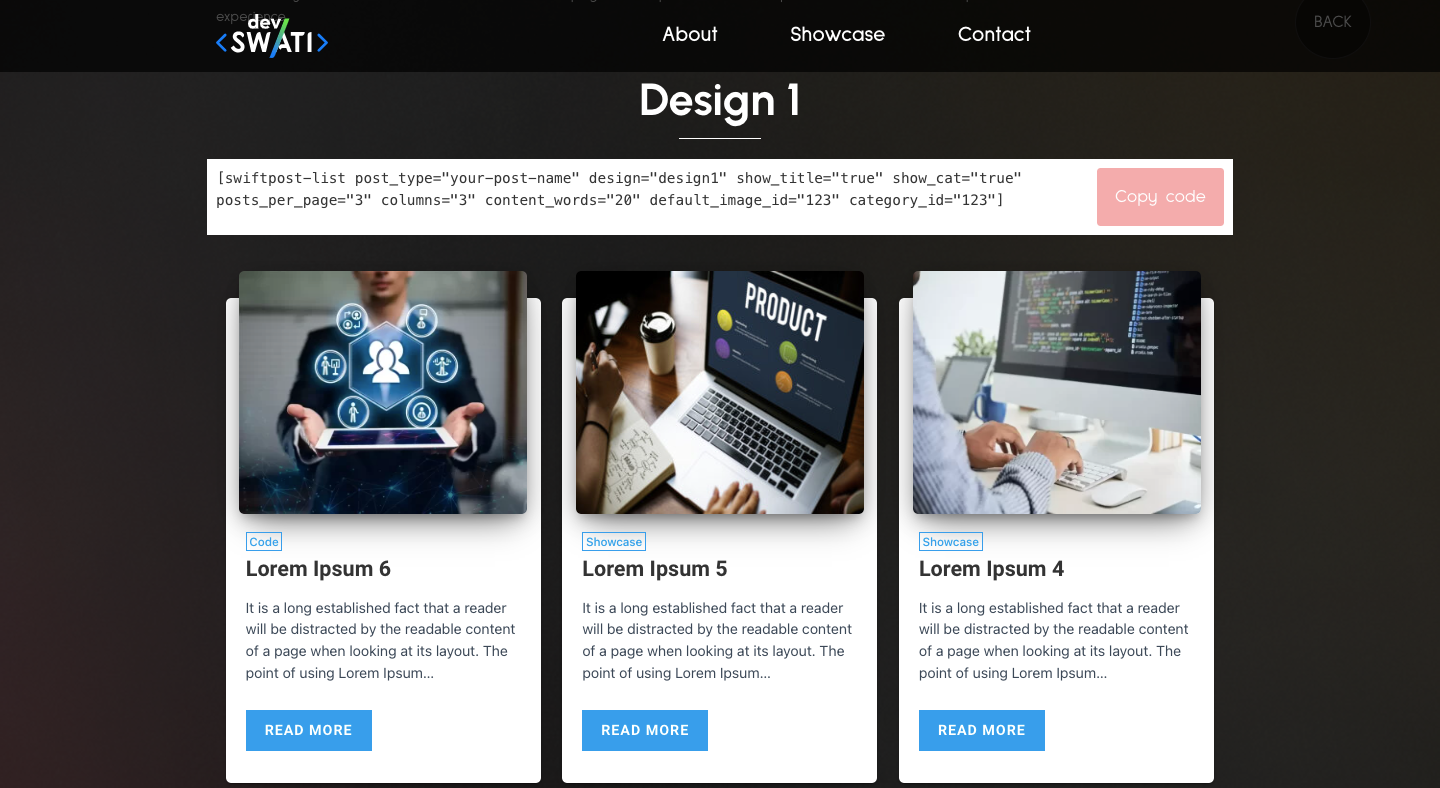 expedence
dev
<SWATI>
About
Showcase
Contact
BACK
Design 1
[swiftpost-list post_type="your-post-name" design="design1" show_title="true" show_cat="true"
posts_per_page="3" columns="3" content_words="20" default_image_id="123" category_id="123"]
Copy code
PRODUCT
Code
Lorem Ipsum 6
It is a long established fact that a reader
will be distracted by the readable content
of a page when looking at its layout. The
point of using Lorem Ipsum...
READ MORE
Showcase
Lorem Ipsum 5
It is a long established fact that a reader
will be distracted by the readable content
of a page when looking at its layout. The
point of using Lorem Ipsum...
READ MORE
Showcase
Lorem Ipsum 4
It is a long established fact that a reader
will be distracted by the readable content
of a page when looking at its layout. The
point of using Lorem Ipsum...
READ MORE